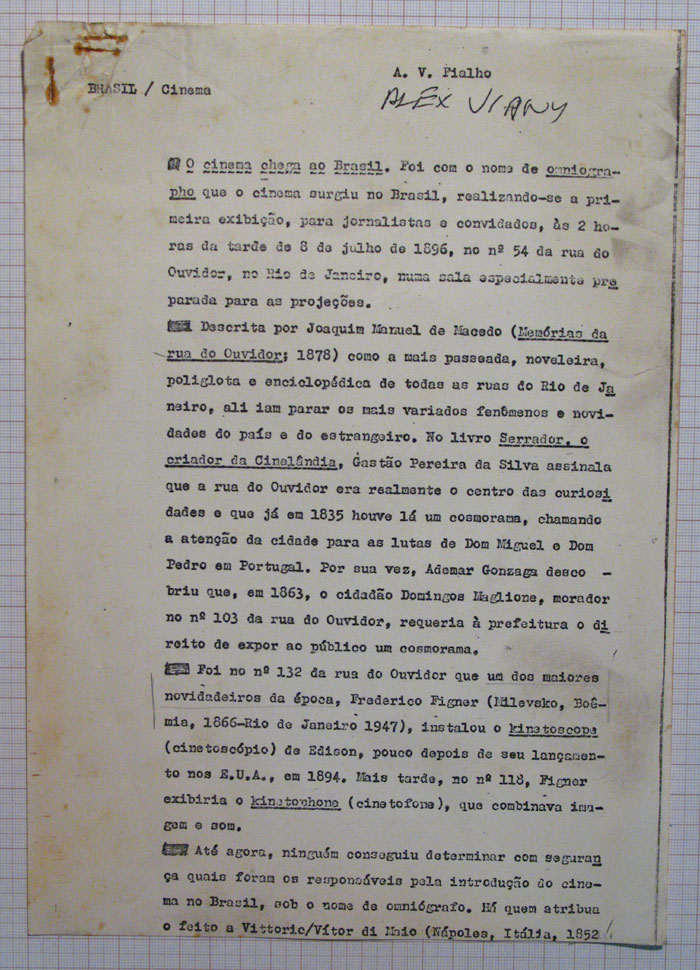 A. V. Fialho
BRASIL / Cinema
ALEX VIANY
O cinema chega ao Brasil. Foi com o nome de omniogra-
pho que o cinema surgiu no Brasil, realizando-se a pri-
meira exibição, para jornalistas e convidados, às 2 ho-
ras da tarde de 8 de julho de 1896, no nº 54 da rua do
Ouvidor, no Rio de Janeiro, numa sala especialmente pre
parada para as projeções.
Descrita por Joaquim Manuel de Macedo (Memórias da
rua do Ouvidor; 1878) como a mais passeada, noveleira,
poliglota e enciclopédica de todas as ruas do Rio de Ja
neiro, ali iam parar os mais variados fenômenos e novi-
dades do país e do estrangeiro. No livro Serrador, o
criador da Cinelândia, Gastão Pereira da Silva assinala
que a rua do Ouvidor era realmente o centro das curiosi
dades e que já em 1835 houve lá um cosmorama, chamando
a atenção da cidade para as lutas de Dom Miguel e Dom
Pedro em Portugal. Por sua vez, Ademar Gonzaga desco -
briu que, em 1863, o cidadão Domingos Maglione, morador
no nº 103 da rua do Ouvidor, requeria à prefeitura o di
reito de expor ao público um cosmorama.
Foi no nº 132 da rua do Ouvidor que um dos maiores
novidadeiros da época, Frederico Figner (Milevsko, Boê-
mia, 1866-Rio de Janeiro 1947), instalou o kinetoscope
(cinetoscópio) de Edison, pouco depois de seu lançamen-
to nos E.U.A., em 1894. Mais tarde, no nº 118, Figner
exibiria o kinetophone (cinetofone), que combinava ima-
gem e som.
Até agora, ninguém conseguiu determinar com seguran
ça quais foram os responsáveis pela introdução do cine-
ma no Brasil, sob o nome de omniógrafo. Há quem atribua
o feito a Vittorio/Vítor di Maio (Nápoles, Itália, 1852